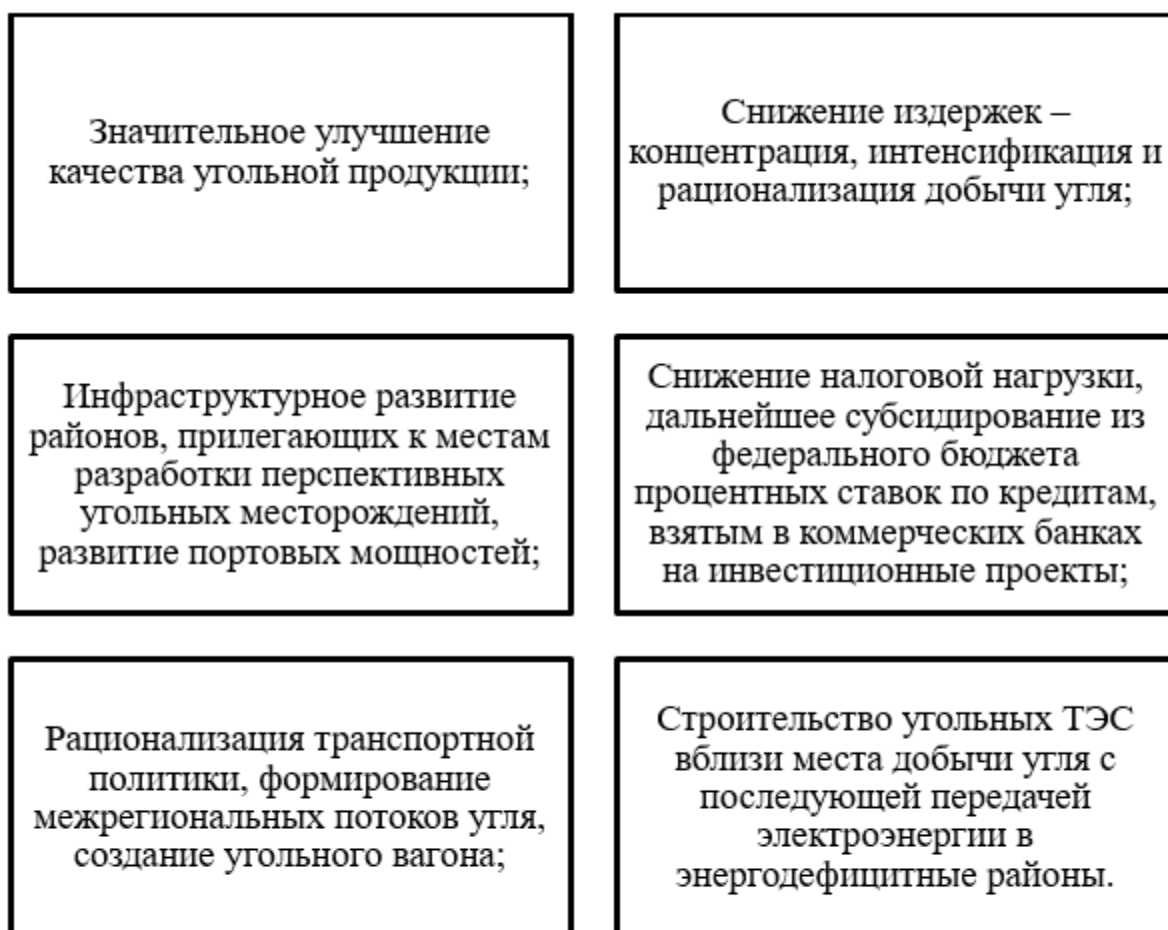 Значительное улучшение
качества угольной продукции;
Снижение издержек –
концентрация, интенсификация и
рационализация добычи угля;
Инфраструктурное развитие
районов, прилегающих к местам
разработки перспективных
угольных месторождений,
развитие портовых мощностей;
Снижение налоговой нагрузки,
дальнейшее субсидирование из
федерального бюджета
процентных ставок по кредитам,
взятым в коммерческих банках
на инвестиционные проекты;
Рационализация транспортной
политики, формирование
межрегиональных потоков угля,
создание угольного вагона;
Строительство угольных ТЭС
вблизи места добычи угля с
последующей передачей
электроэнергии в
энергодефицитные районы.